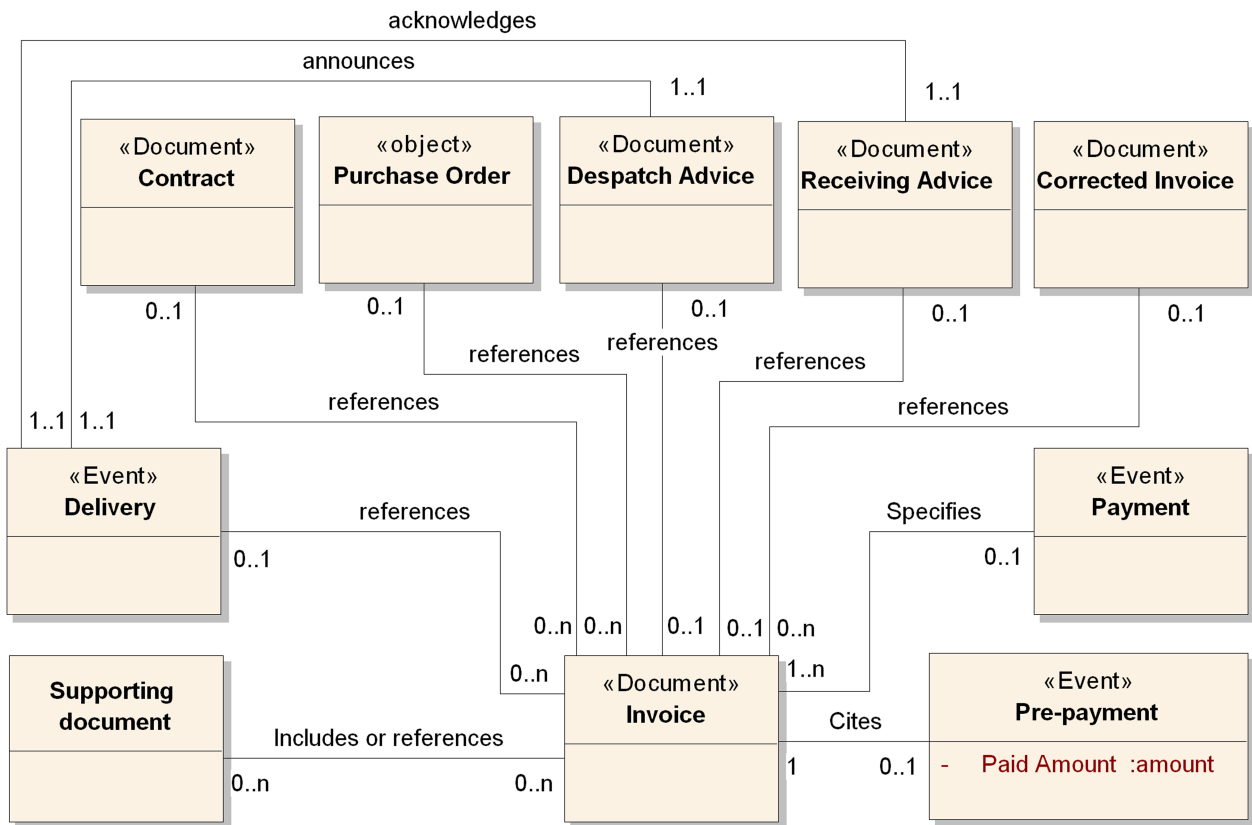 acknowledges
announces
1..1
1..1
«Document»
Contract
«object»
Purchase Order
«Document»
Despatch Advice
«Document»
Receiving Advice
«Document»
Corrected Invoice
0..1
0..1
0..1
0..1
0..1
references
references
references
references
references
1..1
1..1
«Event»
Delivery
references
0..1
Specifies
0..1
«Event»
Payment
0..n
0..n
0..1
0..1
0..n
0..n
1..n
Supporting
document
«Document»
Invoice
«Event»
Pre-payment
- Paid Amount :amount
Includes or references
0..n
0..n
Cites
1
0..1